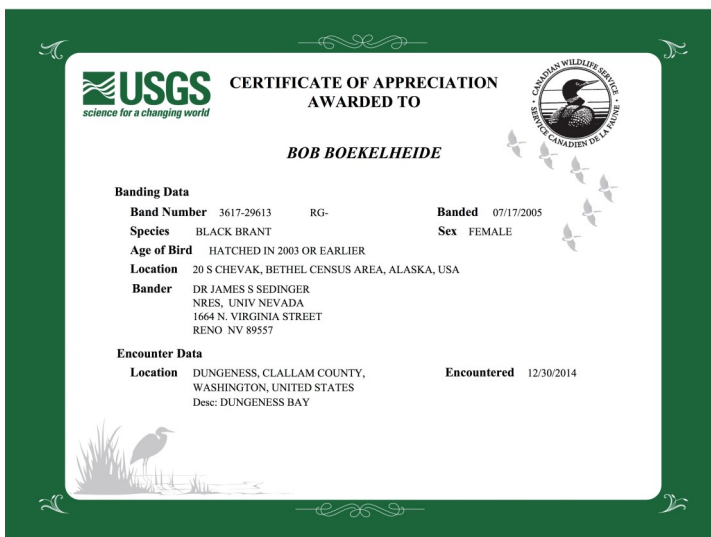 USGS
science for a changing world
CERTIFICATE OF APPRECIATION
AWARDED TO
CANADIAN WILDLIFE SERVICE
SERVICE CANADIEN DE LA FAUNE
BOB BOEKELHEIDE
Banding Data
Band Number 3617-29613 RG- Banded 07/17/2005
Species BLACK BRANT Sex FEMALE
Age of Bird HATCHED IN 2003 OR EARLIER
Location 20 S CHEVAK, BETHEL CENSUS AREA, ALASKA, USA
Bander DR JAMES S SEDINGER
NRES, UNIV NEVADA
1664 N. VIRGINIA STREET
RENO NV 89557
Encounter Data
Location DUNGENESS, CLALLAM COUNTY, Encountered 12/30/2014
WASHINGTON, UNITED STATES
Desc: DUNGENESS BAY